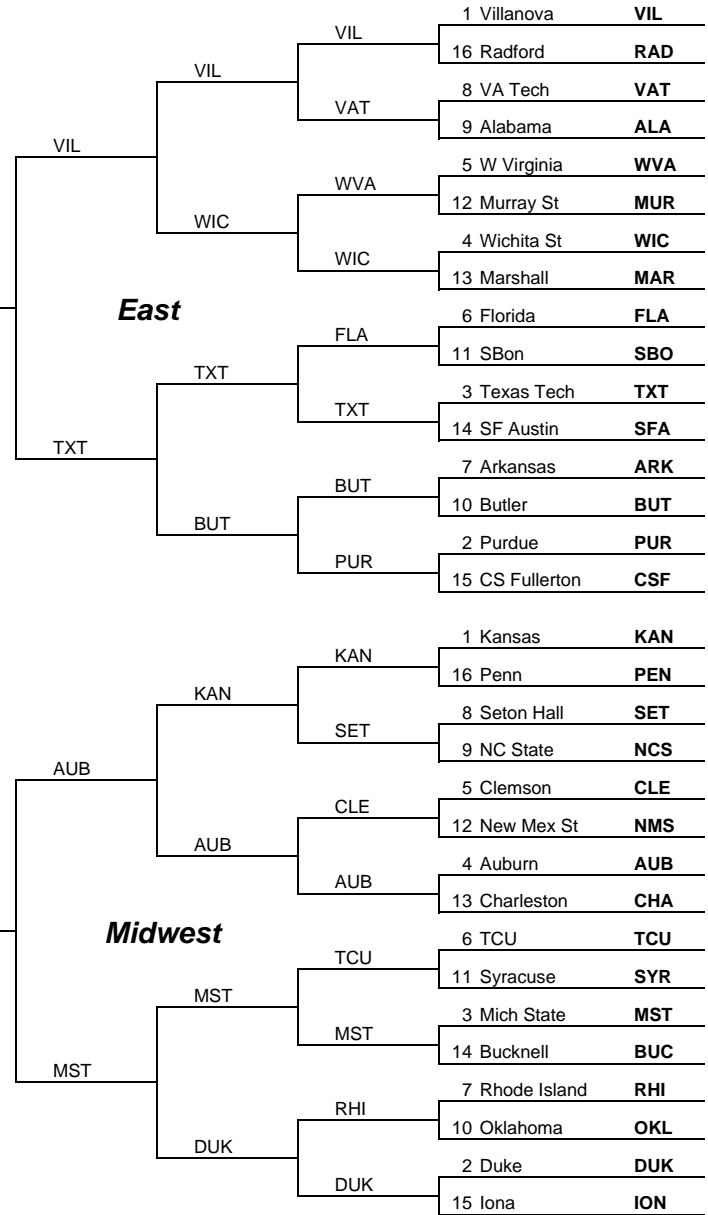 1 Villanova VIL
VIL
16 Radford RAD
VIL
8 VA Tech VAT
VAT
9 Alabama ALA
VIL
5 W Virginia WVA
WVA
12 Murray St MUR
WIC
4 Wichita St WIC
WIC
13 Marshall MAR
East
6 Florida FLA
FLA
11 SBon SBO
TXT
3 Texas Tech TXT
TXT
14 SF Austin SFA
TXT
7 Arkansas ARK
BUT
10 Butler BUT
BUT
2 Purdue PUR
PUR
15 CS Fullerton CSF
1 Kansas KAN
KAN
16 Penn PEN
KAN
8 Seton Hall SET
SET
9 NC State NCS
AUB
5 Clemson CLE
CLE
12 New Mex St NMS
AUB
4 Auburn AUB
AUB
13 Charleston CHA
Midwest
6 TCU TCU
TCU
11 Syracuse SYR
MST
3 Mich State MST
MST
14 Bucknell BUC
MST
7 Rhode Island RHI
RHI
10 Oklahoma OKL
DUK
2 Duke DUK
DUK
15 Iona ION